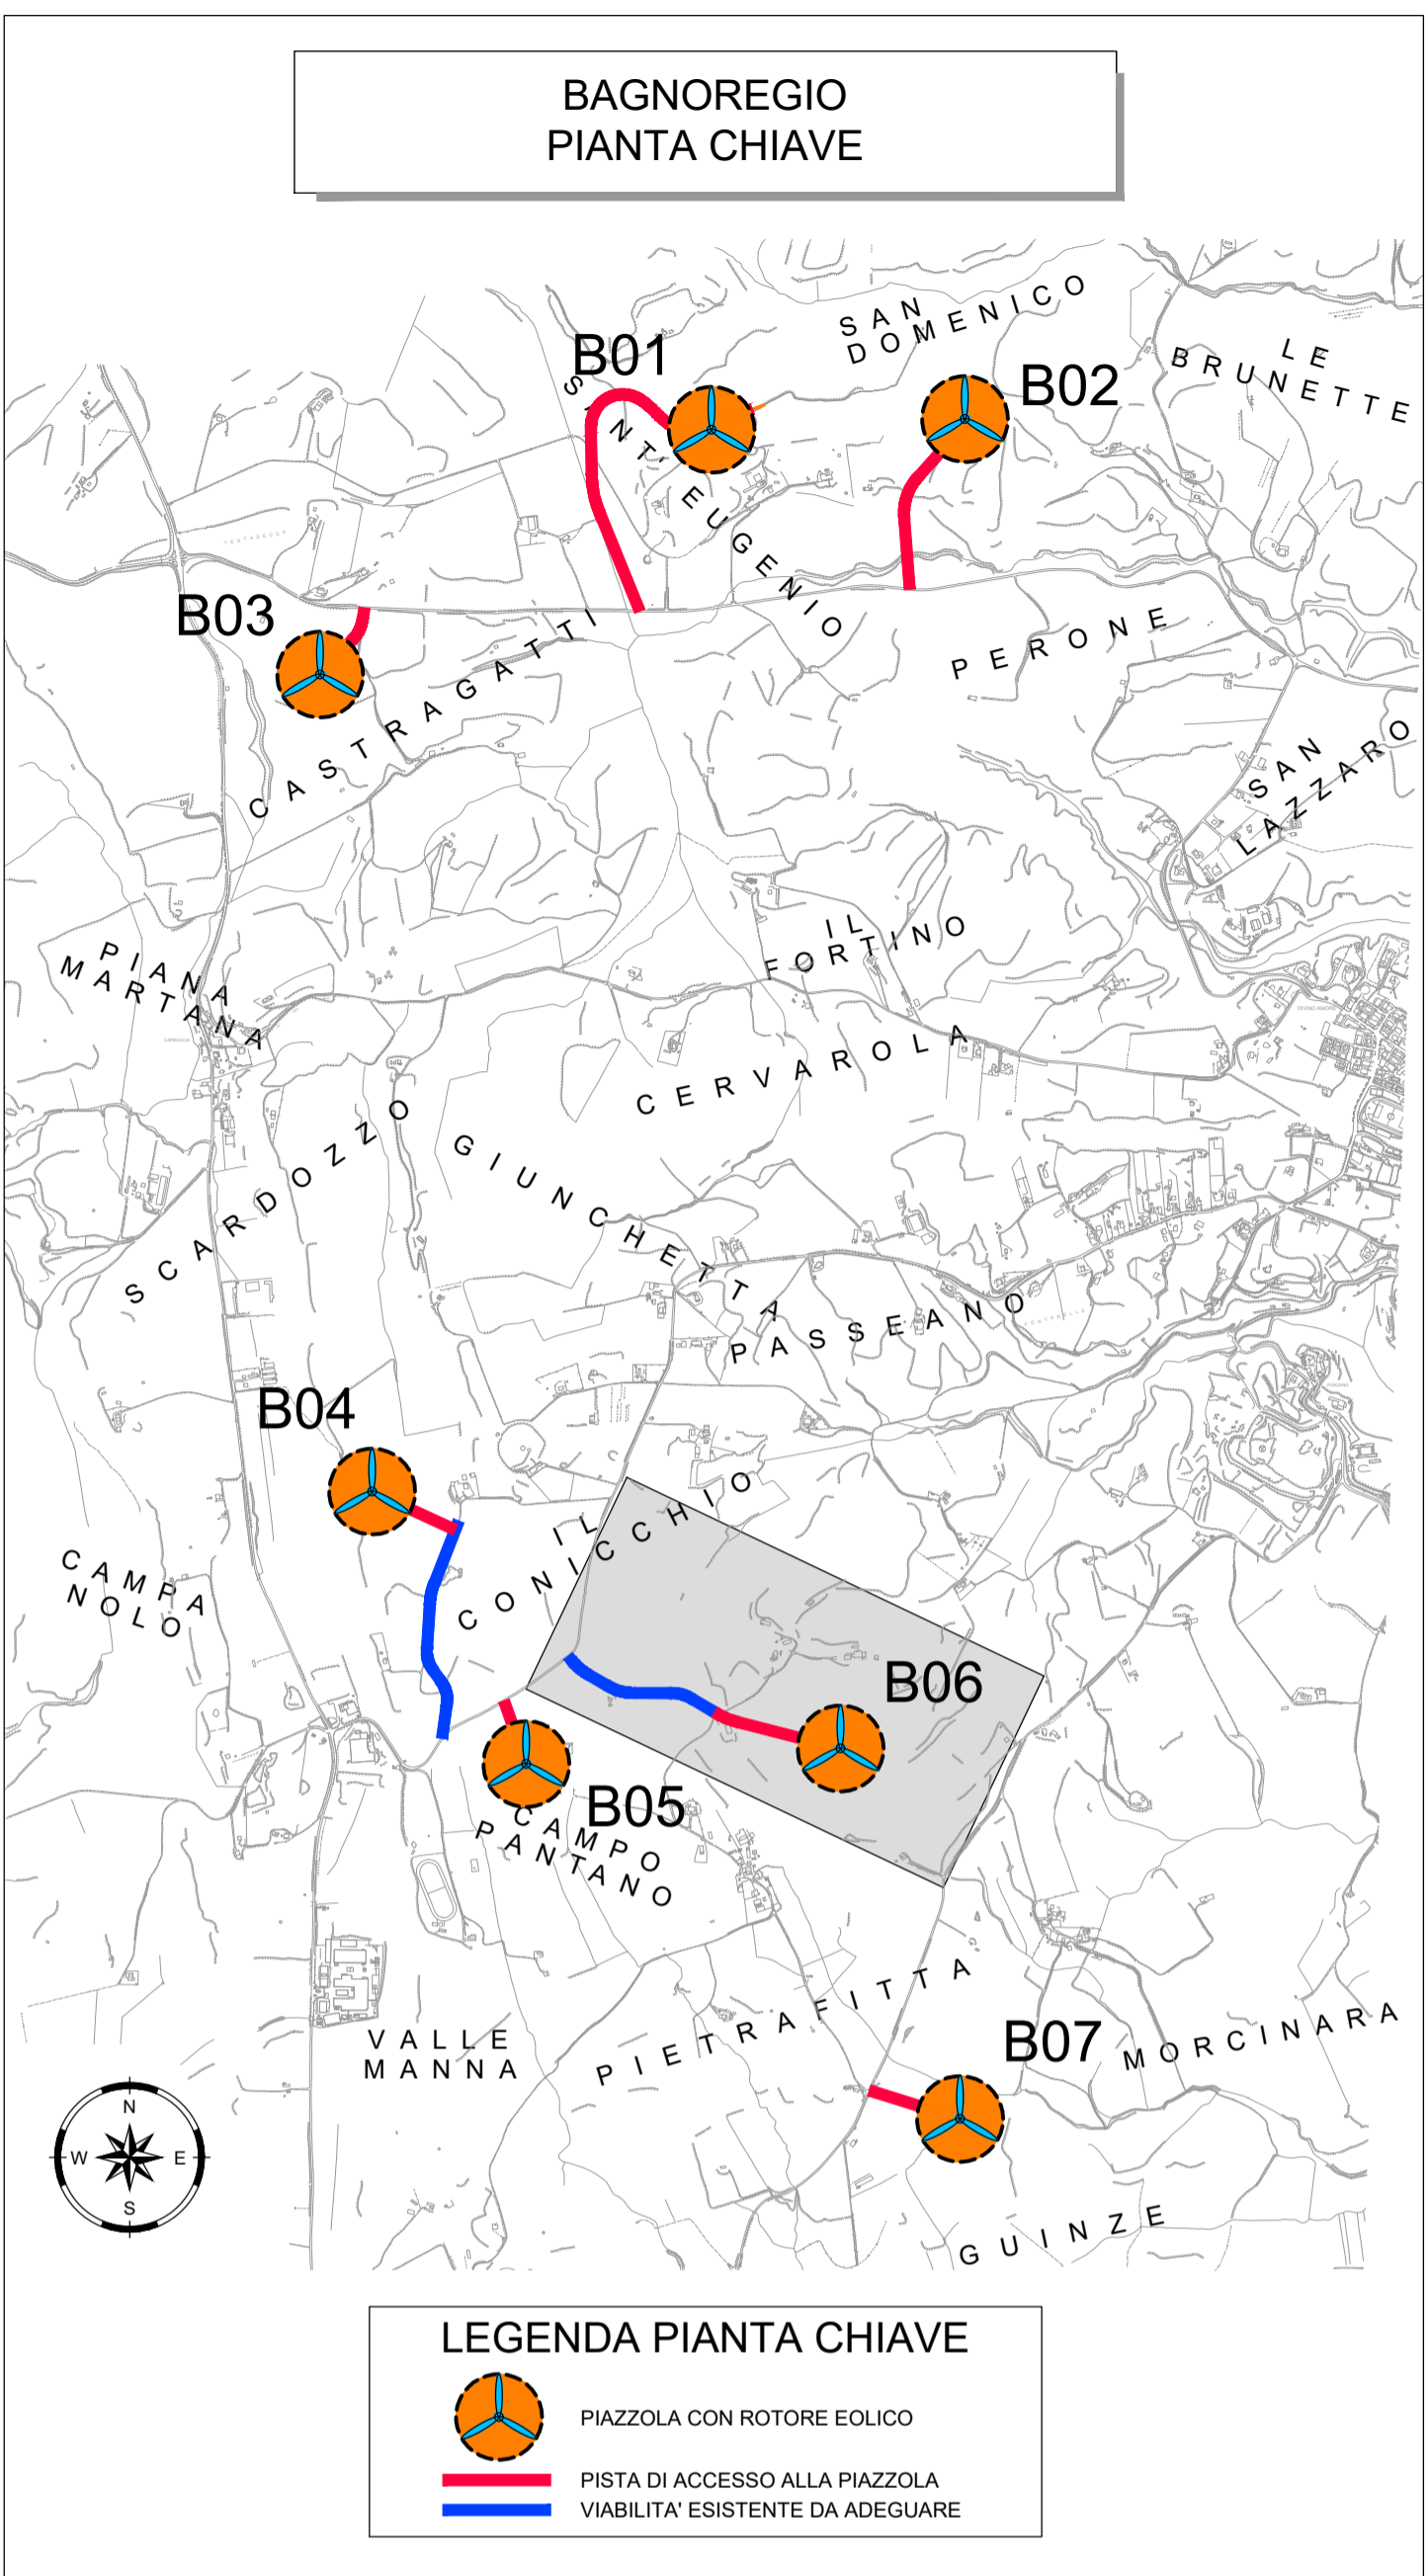 BAGNOREGIO
PIANTA CHIAVE
SAN
DOMENICO
LE
BRUNETTE
B01
B02
SANT' EUGENIO
B03
PERONE
CASTRAGATTI
SAN
LAZZARO
IL
FORTINO
PIANA
MARTANA
DIVINO AMORE
CERVAROLA
SCARDOZZO
GIUNCHETTA
PASSEANO
B04
IL
CONICCHIO
CAMPA
NOLO
B06
B05
CAMPO
PANTANO
PIETRAFITTA
VALLE
MANNA
B07
MORCINARA
N
W
E
S
GUINZE
LEGENDA PIANTA CHIAVE
PIAZZOLA CON ROTORE EOLICO
PISTA DI ACCESSO ALLA PIAZZOLA
VIABILITA' ESISTENTE DA ADEGUARE